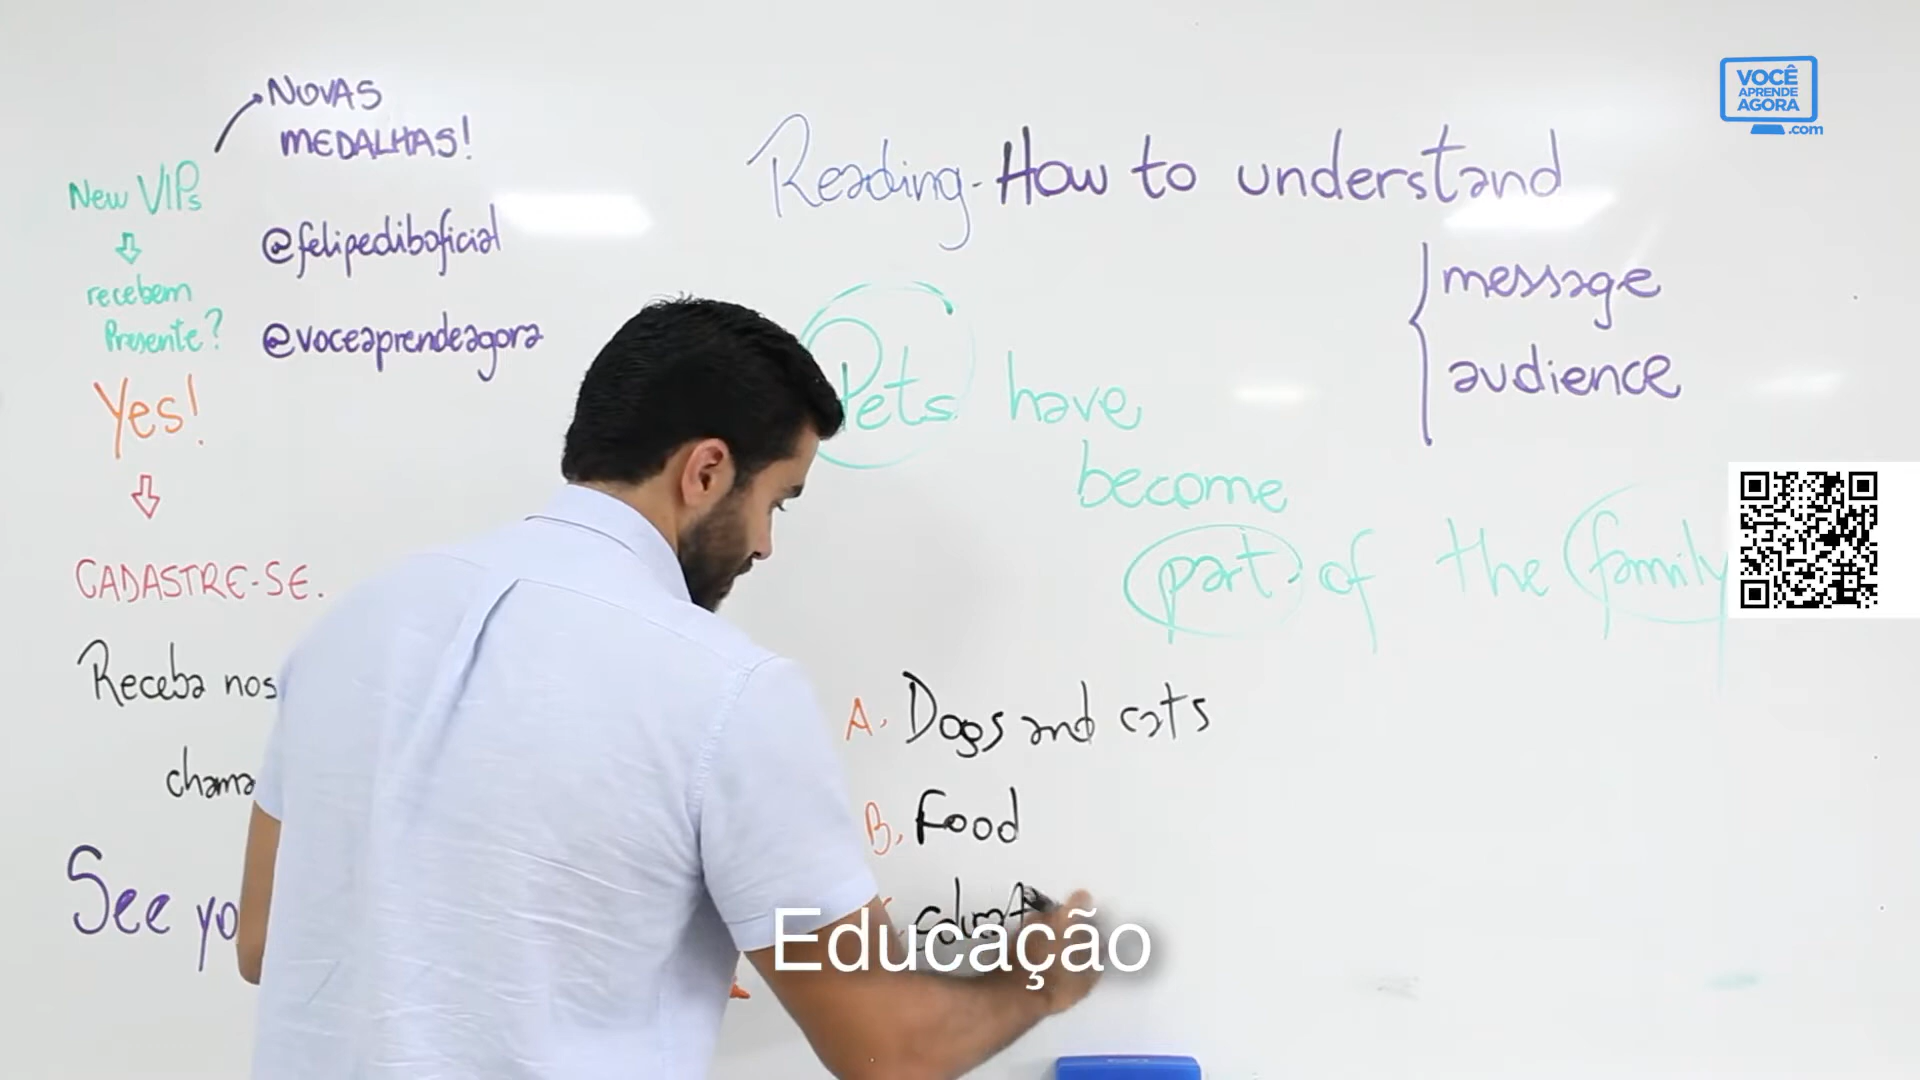 NOVAS
MEDALHAS!
New VIPs
recebem
Presente?
Yes!
CADASTRE-SE.
Receba nos
chama
See yo
@felipediboficial
@voceaprendeagora
Reading - How to understand
message
audience
Pets have
become
part of the family
A. Dogs and cats
B. Food
Educação
VOCÊ
APRENDE
AGORA
.com